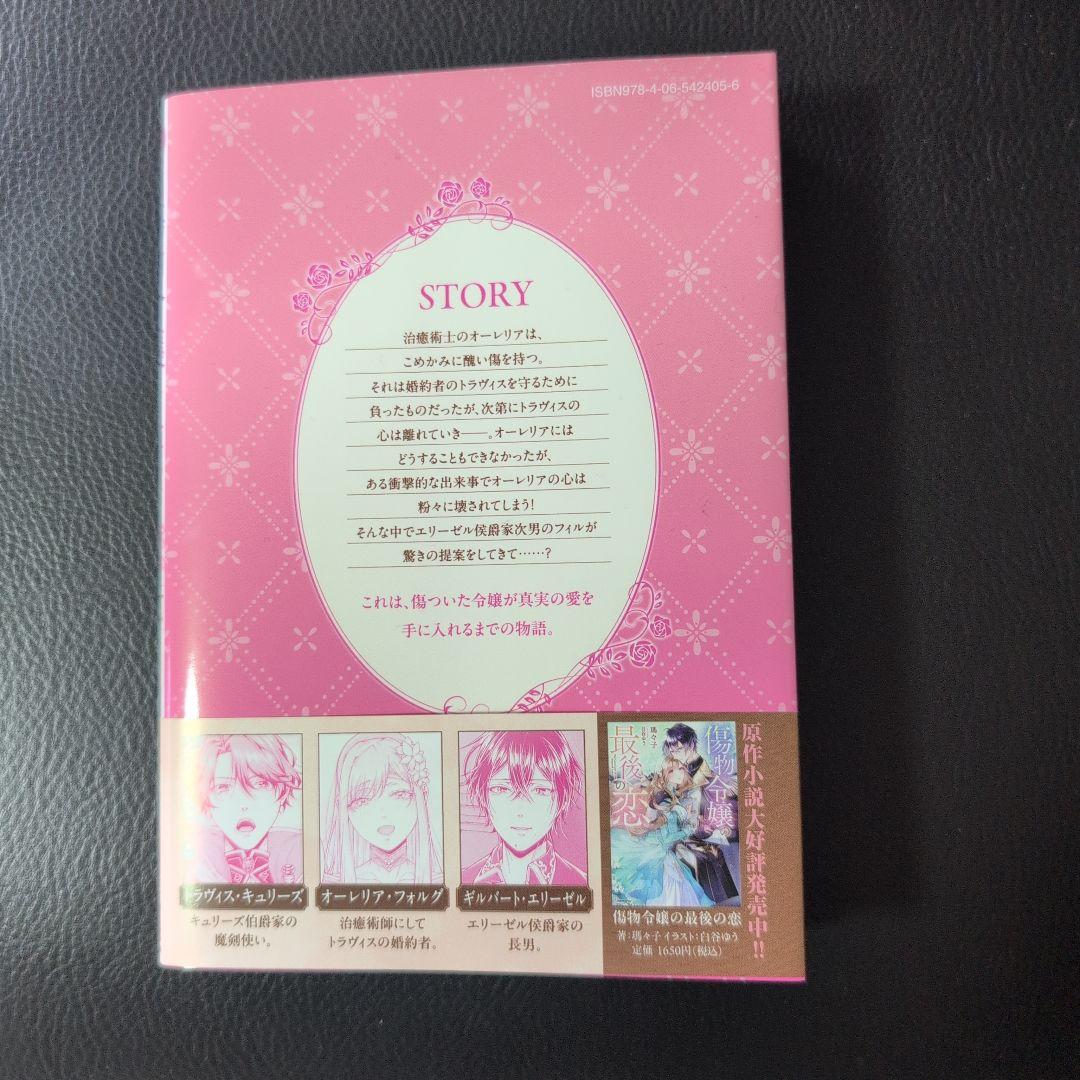 ISBN978-4-06-542405-6
STORY
治癒術士のオーレリアは、
こめかみに醜い傷を持つ。
それは婚約者のトラヴィスを守るために
負ったものだったが、次第にトラヴィスの
心は離れていき――。オーレリアには
どうすることもできなかったが、
ある衝撃的な出来事でオーレリアの心は
粉々に壊されてしまう!
そんな中でエリーゼル侯爵家次男のフィルが
驚きの提案をしてきて……?
これは、傷ついた令嬢が真実の愛を
手に入れるまでの物語。
トラヴィス・キュリーズ
キュリーズ伯爵家の
魔剣使い。
オーレリア・フォルグ
治癒術師にして
トラヴィスの婚約者。
ギルバート・エリーゼル
エリーゼル侯爵家の
長男。
傷物令嬢の
最後の恋
瑪々子
白谷ゆう
傷物令嬢の最後の恋
著:瑪々子 イラスト:白谷ゆう
定価 1650円(税込)
原作小説大好評発売中!!